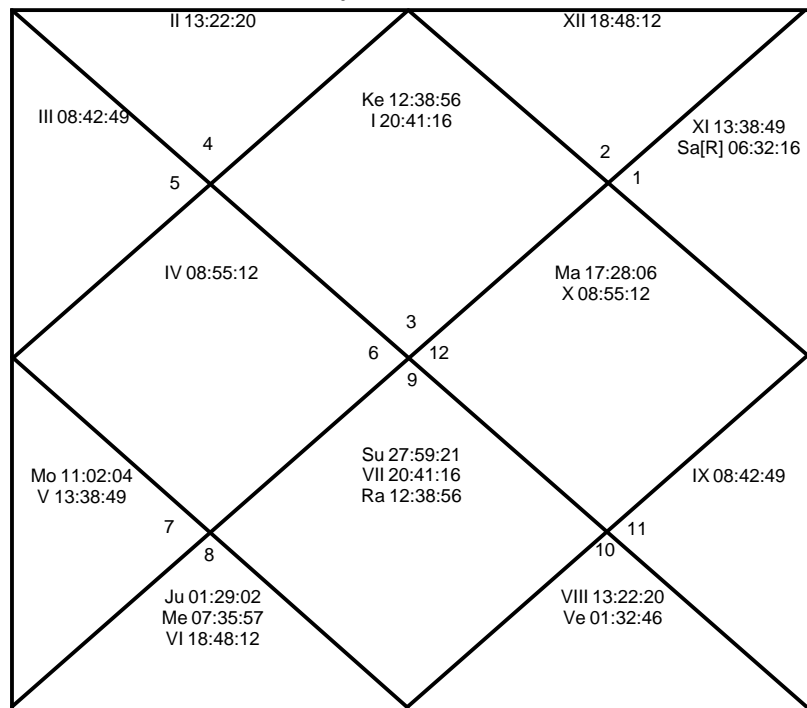 II 13:22:20
XII 18:48:12
Ke 12:38:56
I 20:41:16
III 08:42:49
XI 13:38:49
Sa[R] 06:32:16
4
2
5
1
IV 08:55:12
Ma 17:28:06
X 08:55:12
3
6
12
9
Su 27:59:21
VII 20:41:16
Ra 12:38:56
Mo 11:02:04
V 13:38:49
IX 08:42:49
7
11
8
10
Ju 01:29:02
Me 07:35:57
VI 18:48:12
VIII 13:22:20
Ve 01:32:46